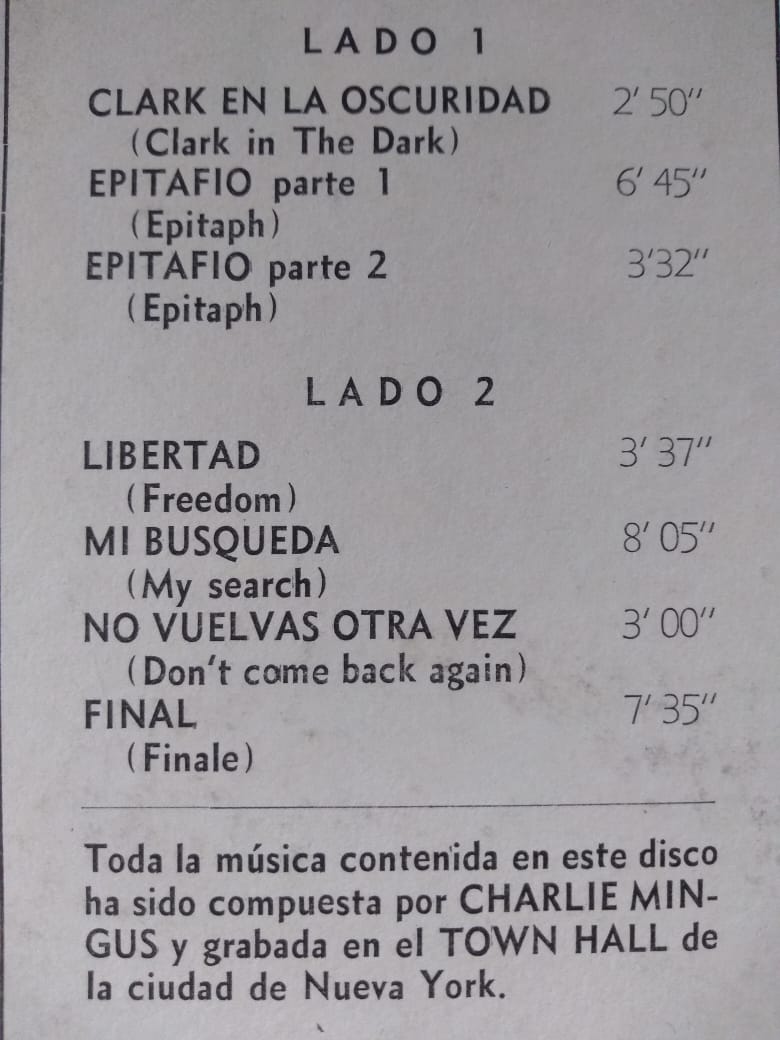 LADO 1
CLARK EN LA OSCURIDAD 2' 50"
(Clark in The Dark)
EPITAFIO parte 1 6' 45"
(Epitaph)
EPITAFIO parte 2 3'32"
(Epitaph)
LADO 2
LIBERTAD 3' 37"
(Freedom)
MI BUSQUEDA 8' 05"
(My search)
NO VUELVAS OTRA VEZ 3' 00"
(Don't come back again)
FINAL 7' 35"
(Finale)
Toda la música contenida en este disco
ha sido compuesta por CHARLIE MIN-
GUS y grabada en el TOWN HALL de
la ciudad de Nueva York.